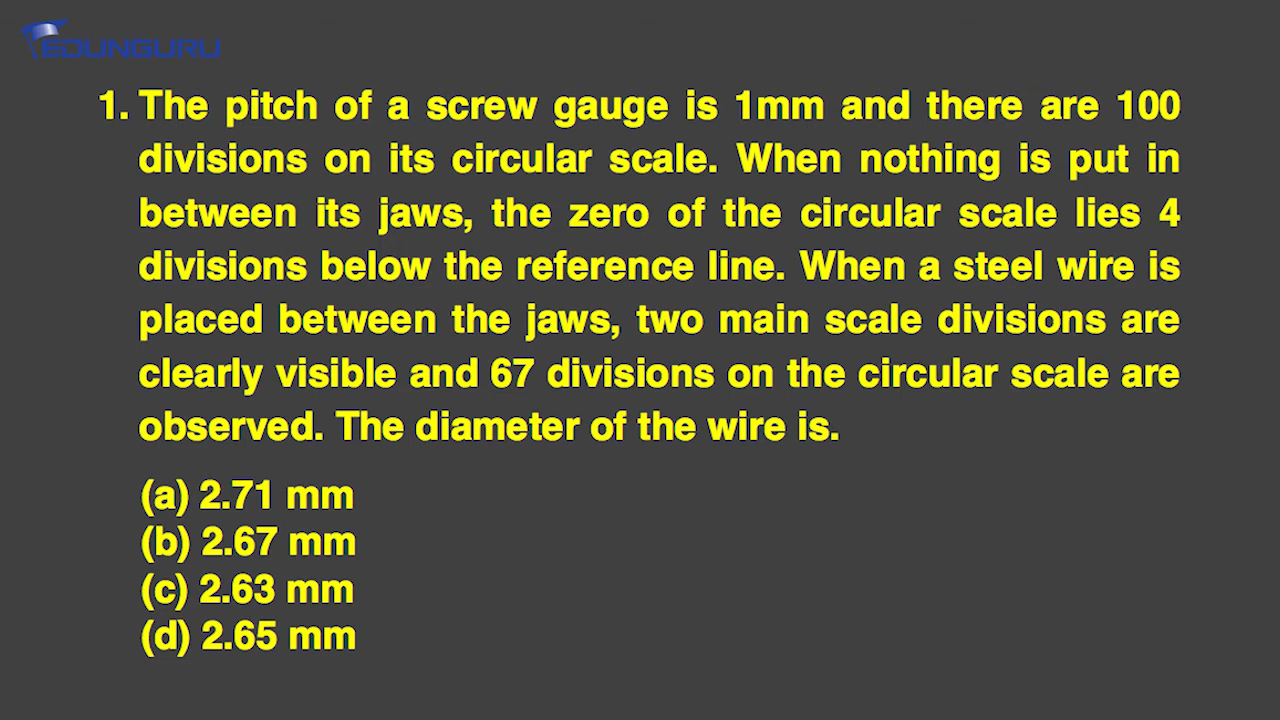 EDUNGURU
1. The pitch of a screw gauge is 1mm and there are 100
divisions on its circular scale. When nothing is put in
between its jaws, the zero of the circular scale lies 4
divisions below the reference line. When a steel wire is
placed between the jaws, two main scale divisions are
clearly visible and 67 divisions on the circular scale are
observed. The diameter of the wire is.
(a) 2.71 mm
(b) 2.67 mm
(c) 2.63 mm
(d) 2.65 mm